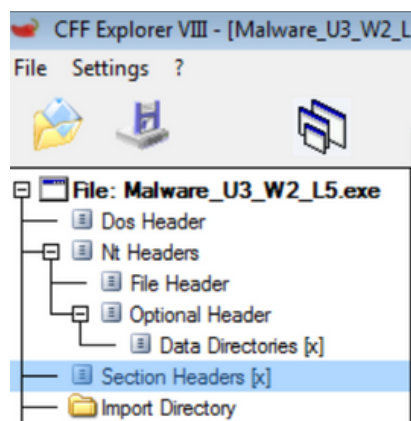 CFF Explorer VIII - [Malware_U3_W2_L
File Settings ?
File: Malware_U3_W2_L5.exe
Dos Header
Nt Headers
File Header
Optional Header
Data Directories [x]
Section Headers [x]
Import Directory